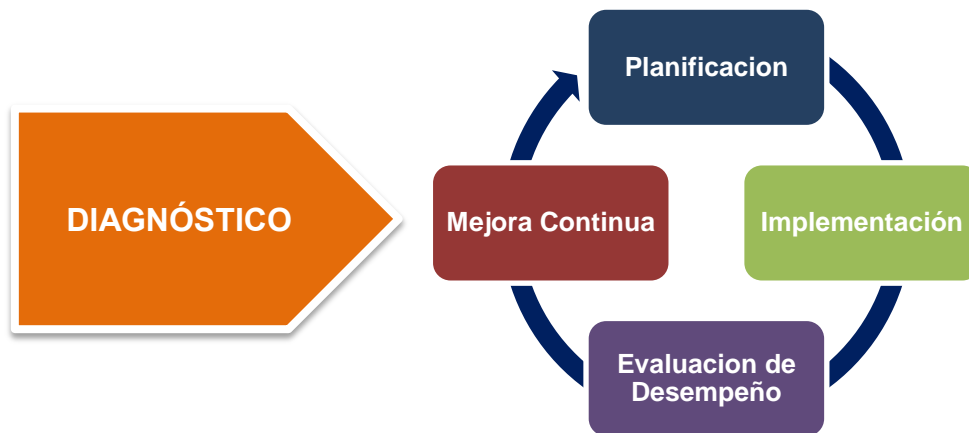 Planificacion
DIAGNÓSTICO
Mejora Continua
Implementación
Evaluacion de
Desempeño